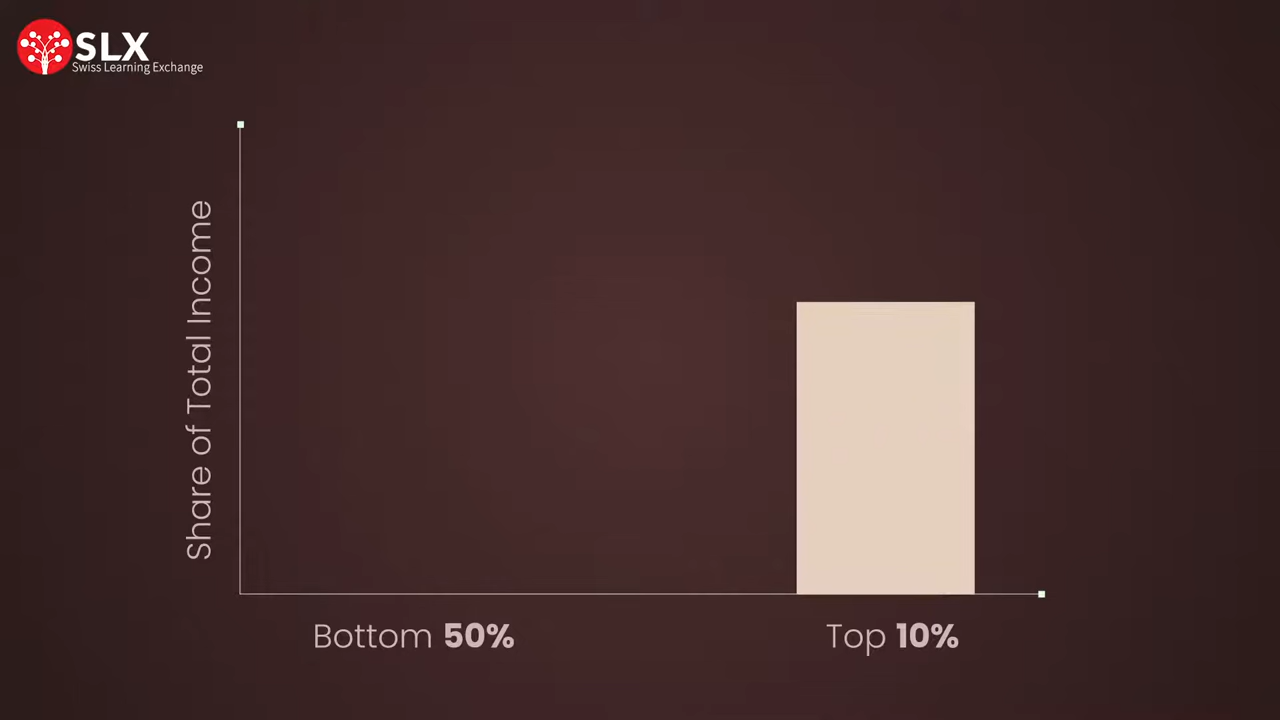 SLX
Swiss Learning Exchange
Share of Total Income
Bottom 50%
Top 10%